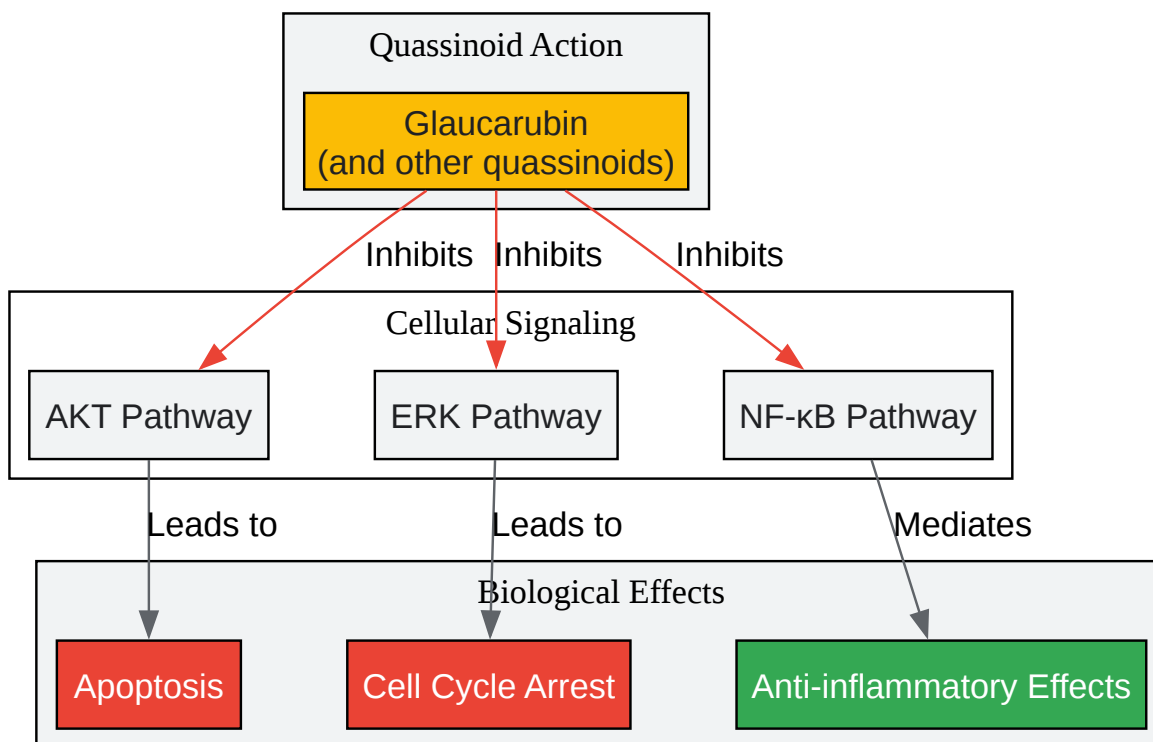 Quassinoid Action
Glaucarubin
(and other quassinoids)
Inhibits
Inhibits
Inhibits
Cellular Signaling
AKT Pathway
ERK Pathway
NF-κB Pathway
Leads to
Leads to
Mediates
Biological Effects
Apoptosis
Cell Cycle Arrest
Anti-inflammatory Effects